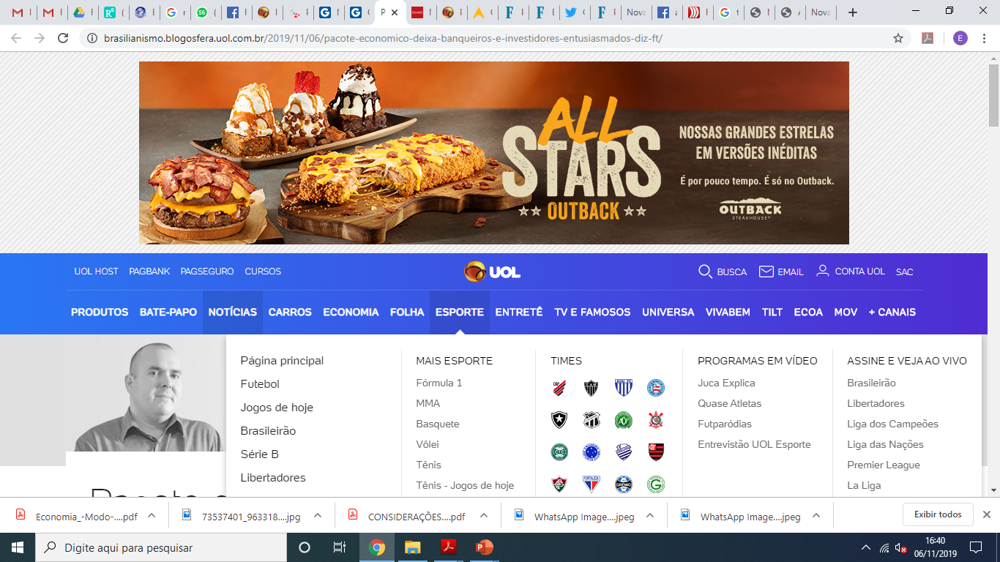 56
EXAME
Nova
Nova
brasilianismo.blogosfera.uol.com.br/2019/11/06/pacote-economico-deixa-banqueiros-e-investidores-entusiasmados-diz-ft/
E
ALL
STARS
OUTBACK
NOSSAS GRANDES ESTRELAS
EM VERSÕES INÉDITAS
É por pouco tempo. É só no Outback.
OUTBACK
STEAKHOUSE®
UOL HOST PAGBANK PAGSEGURO CURSOS
UOL
BUSCA EMAIL CONTA UOL SAC
PRODUTOS BATE-PAPO NOTÍCIAS CARROS ECONOMIA FOLHA ESPORTE ENTRETÊ TV E FAMOSOS UNIVERSA VIVABEM TILT ECOA MOV + CANAIS
Página principal
Futebol
Jogos de hoje
Brasileirão
Série B
Libertadores
MAIS ESPORTE
Fórmula 1
MMA
Basquete
Vôlei
Tênis
Tênis - Jogos de hoje
TIMES
PROGRAMAS EM VÍDEO
Juca Explica
Quase Atletas
Futparódias
Entrevistão UOL Esporte
ASSINE E VEJA AO VIVO
Brasileirão
Libertadores
Liga dos Campeões
Liga das Nações
Premier League
La Liga
Economia_-Modo-....pdf
73537401_963318....jpg
CONSIDERAÇÕES....pdf
WhatsApp Image....jpeg
WhatsApp Image....jpeg
Exibir todos
Digite aqui para pesquisar
16:40
06/11/2019